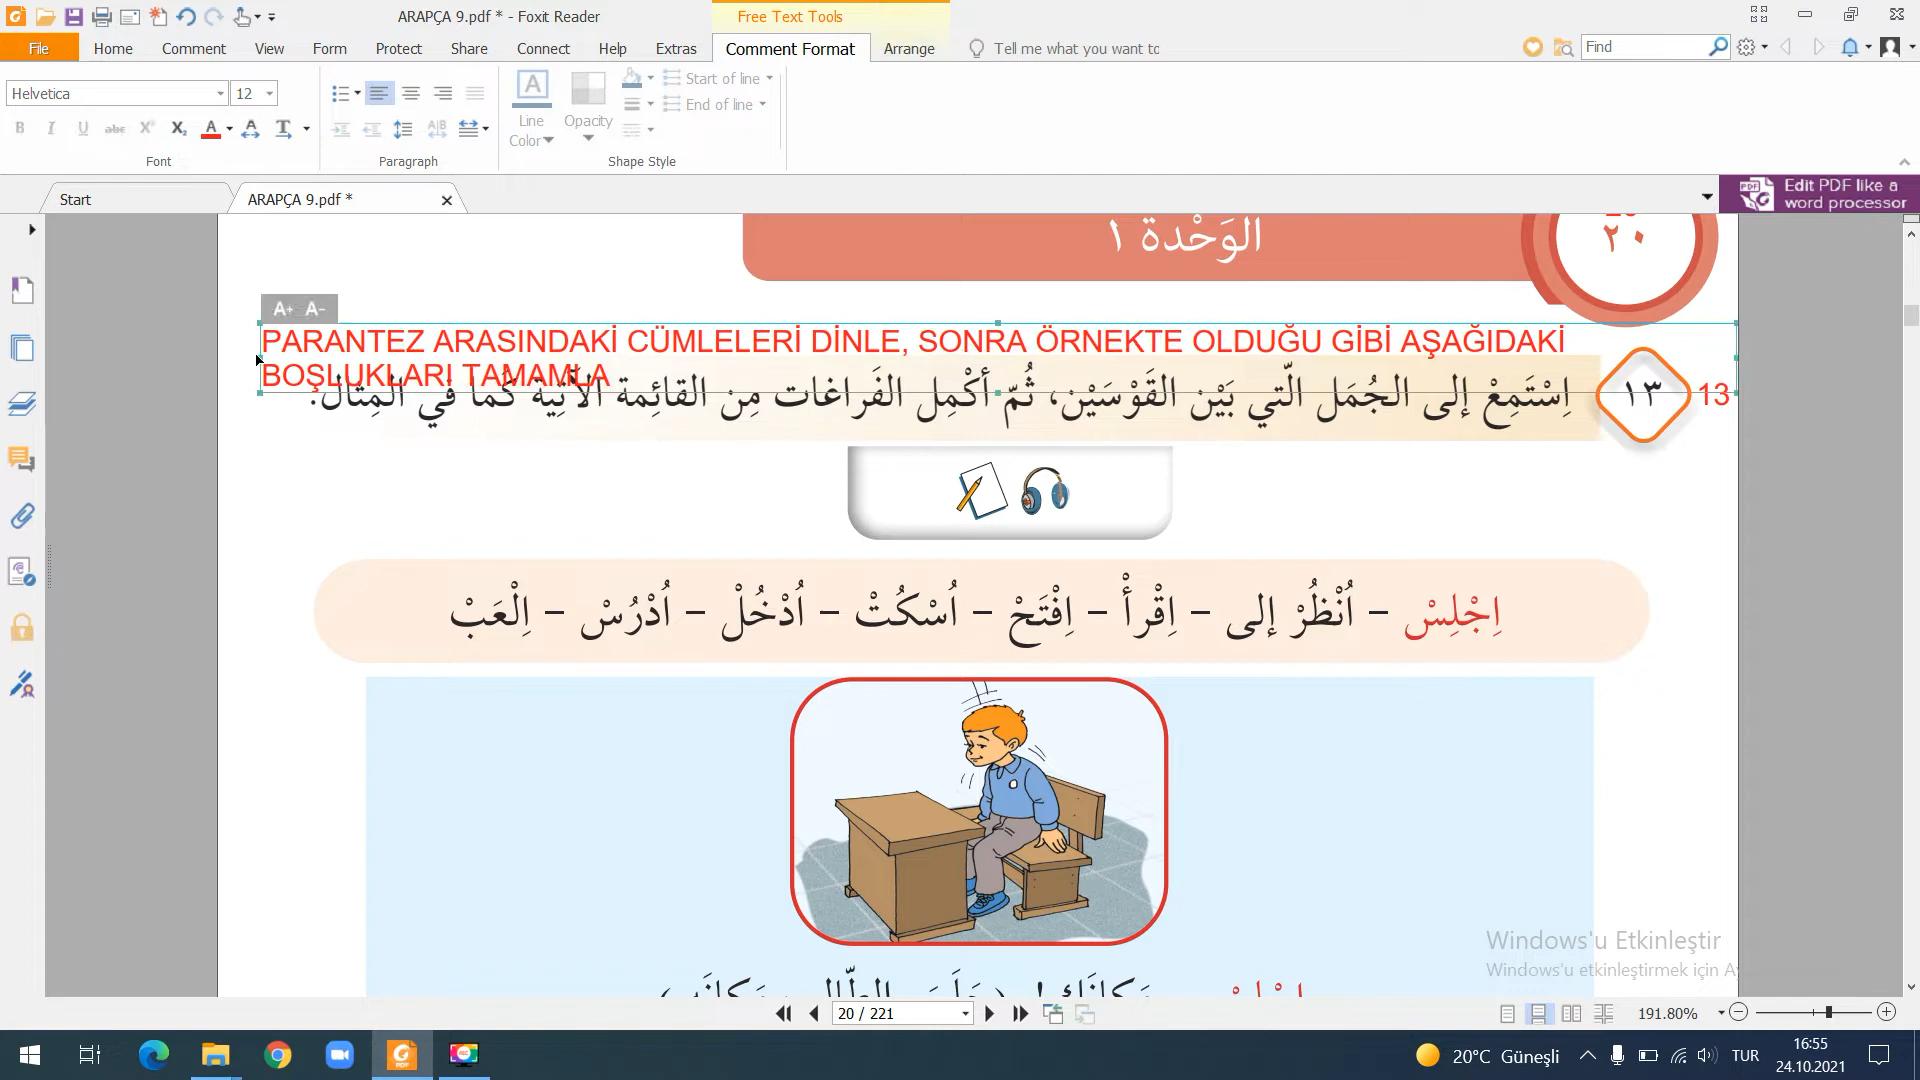 ARAPÇA 9.pdf * - Foxit Reader
Free Text Tools
File Home Comment View Form Protect Share Connect Help Extras Comment Format Arrange Tell me what you want to Find
Helvetica 12
Start of line
End of line
Line Color
Opacity
Font Paragraph Shape Style
Start
ARAPÇA 9.pdf *
Edit PDF like a
word processor
الوَحْدة ١
٢٠
A+ A-
PARANTEZ ARASINDAKİ CÜMLELERİ DİNLE, SONRA ÖRNEKTE OLDUĞU GİBİ AŞAĞIDAKİ
BOŞLUKLARI TAMAMLA
١٣ اِسْتَمِعْ إلى الجُمَل الّتي بَيْن القَوْسَيْن، ثُمّ أكْمِل الفَراغات مِن القائِمة الآتِية كَما في المِثال:
13
اِجْلِسْ – اُنْظُرْ إلى – اِقْرأْ – اِفْتَحْ – اُسْكُتْ – اُدْخُلْ – اُدْرُسْ – اِلْعَبْ
Windows'u Etkinleştir
Windows'u etkinleştirmek için
20 / 221
191.80%
20°C Güneşli
TUR
16:55
24.10.2021